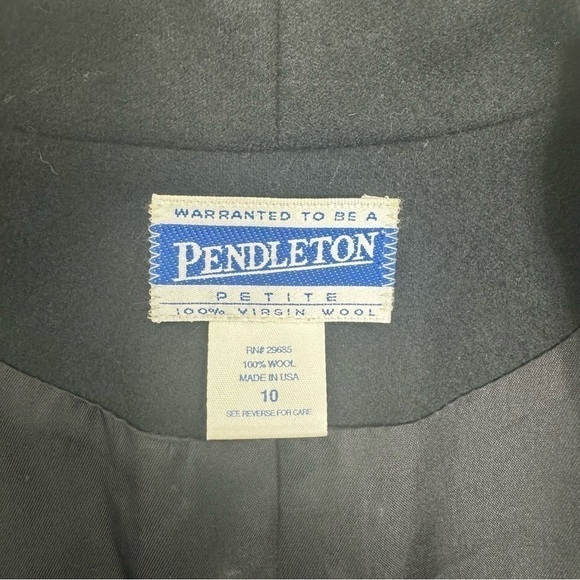 WARRANTED TO BE A
PENDLETON
PETITE
100% VIRGIN WOOL
RN# 29685
100% WOOL
MADE IN USA
10
SEE REVERSE FOR CARE